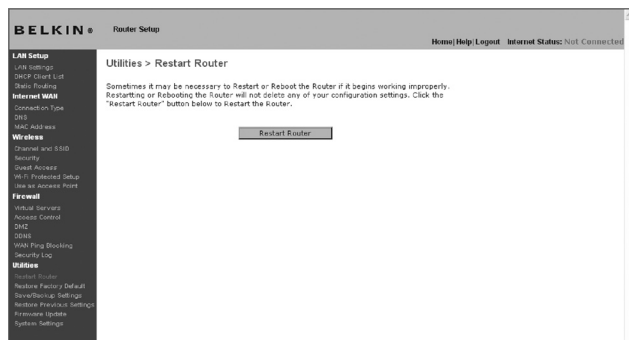 BELKIN®
Router Setup
Home|Help|Logout Internet Status: Not Connected
LAN Setup
LAN Settings
DHCP Client List
Static Routing
Internet WAN
Connection Type
DNS
MAC Address
Wireless
Channel and SSID
Security
Guest Access
Wi-Fi Protected Setup
Use as Access Point
Firewall
Virtual Servers
Access Control
DMZ
DDNS
WAN Ping Blocking
Security Log
Utilities
Restart Router
Restore Factory Default
Save/Backup Settings
Restore Previous Settings
Firmware Update
System Settings
Utilities > Restart Router
Sometimes it may be necessary to Restart or Reboot the Router if it begins working improperly.
Restartting or Rebooting the Router will not delete any of your configuration settings. Click the
"Restart Router" button below to Restart the Router.
Restart Router